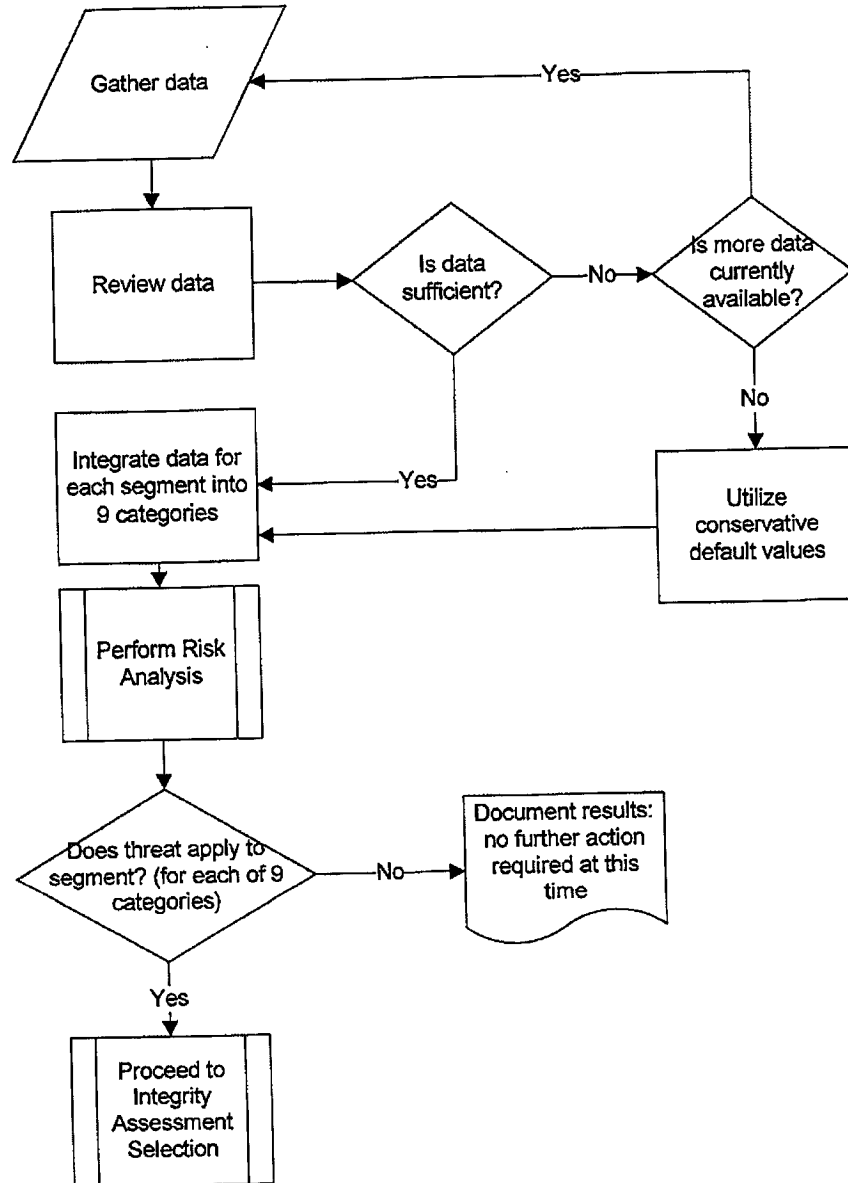 Gather data
Yes
Review data
Is data
sufficient?
No
Is more data
currently
available?
No
Integrate data for
each segment into
9 categories
Yes
Utilize
conservative
default values
Perform Risk
Analysis
Does threat apply to
segment? (for each of 9
categories)
No
Document results:
no further action
required at this
time
Yes
Proceed to
Integrity
Assessment
Selection